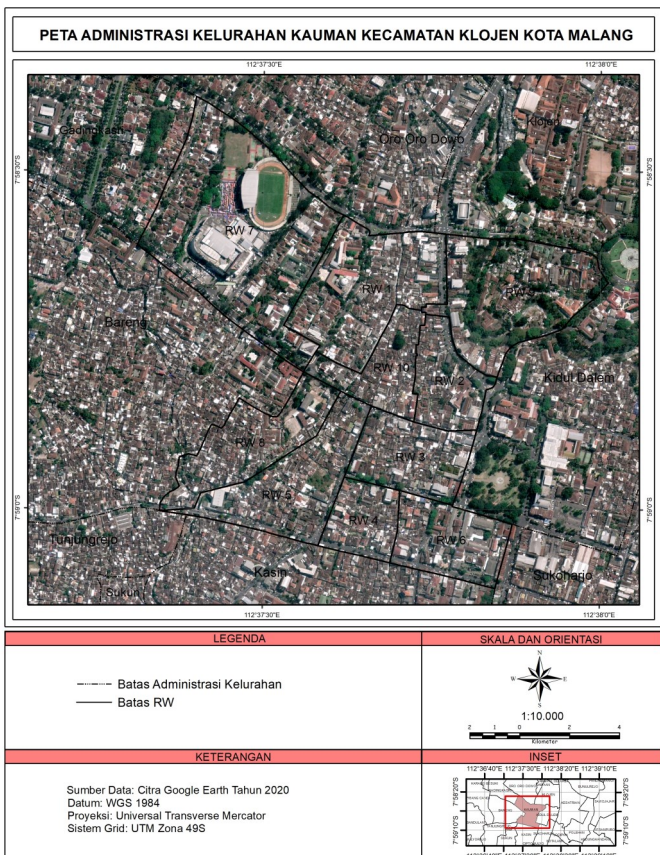 PETA ADMINISTRASI KELURAHAN KAUMAN KECAMATAN KLOJEN KOTA MALANG
112°37'30"E 112°38'0"E
Gadingkasri
Oro Oro Dowo
Klojen
7°58'30"S 7°58'30"S
RW 7
RW 1
Bareng
RW 10
RW 2
Kidul Dalem
RW 8
RW 3
RW 5
7°59'0"S 7°59'0"S
RW 4
RW 6
Tunjungrejo
Kasin
Sukoharjo
Sukun
112°37'30"E 112°38'0"E
LEGENDA
Batas Administrasi Kelurahan
Batas RW
SKALA DAN ORIENTASI
N
W E
S
1:10.000
2 1 0 2 4
Kilometer
KETERANGAN
Sumber Data: Citra Google Earth Tahun 2020
Datum: WGS 1984
Proyeksi: Universal Transverse Mercator
Sistem Grid: UTM Zona 49S
INSET
112°36'40"E 112°37'30"E 112°38'20"E 112°39'10"E
7°58'20"S 7°58'20"S
7°59'10"S 7°59'10"S